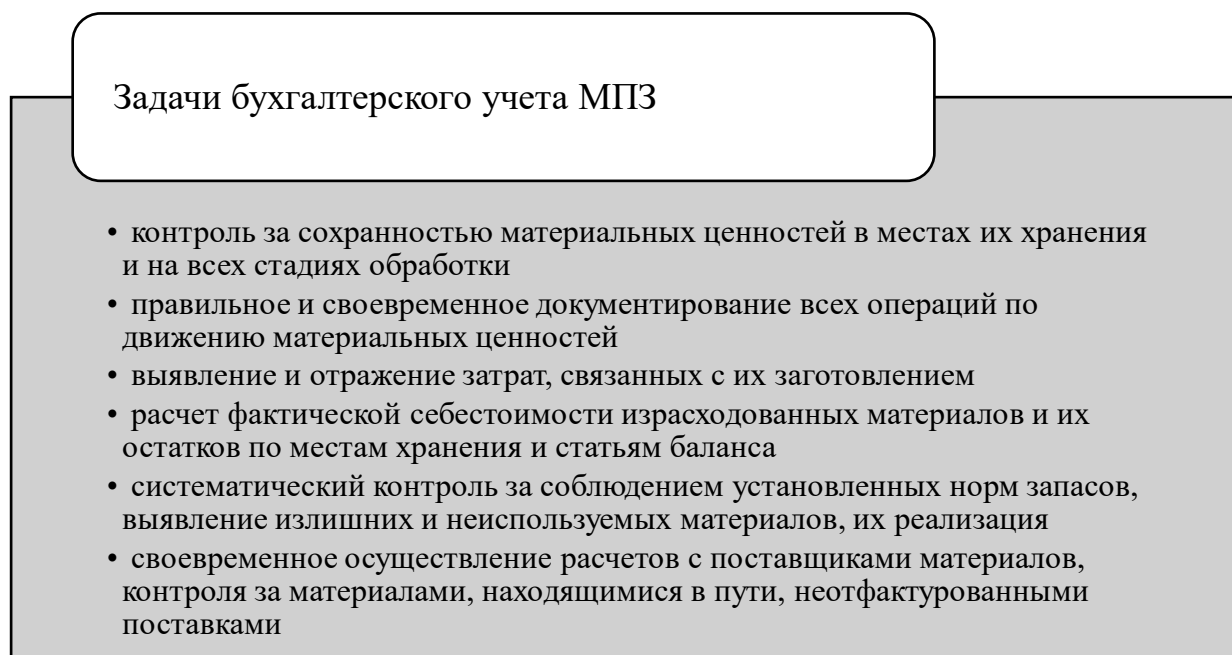 Задачи бухгалтерского учета МПЗ
• контроль за сохранностью материальных ценностей в местах их хранения
и на всех стадиях обработки
• правильное и своевременное документирование всех операций по
движению материальных ценностей
• выявление и отражение затрат, связанных с их заготовлением
• расчет фактической себестоимости израсходованных материалов и их
остатков по местам хранения и статьям баланса
• систематический контроль за соблюдением установленных норм запасов,
выявление излишних и неиспользуемых материалов, их реализация
• своевременное осуществление расчетов с поставщиками материалов,
контроля за материалами, находящимися в пути, неотфактурованными
поставками